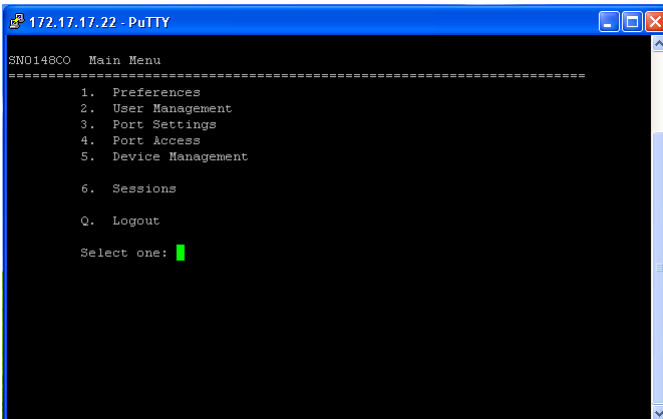 172.17.17.22 - PuTTY
SN0148CO Main Menu
========================================================================
1. Preferences
2. User Management
3. Port Settings
4. Port Access
5. Device Management
6. Sessions
Q. Logout
Select one: